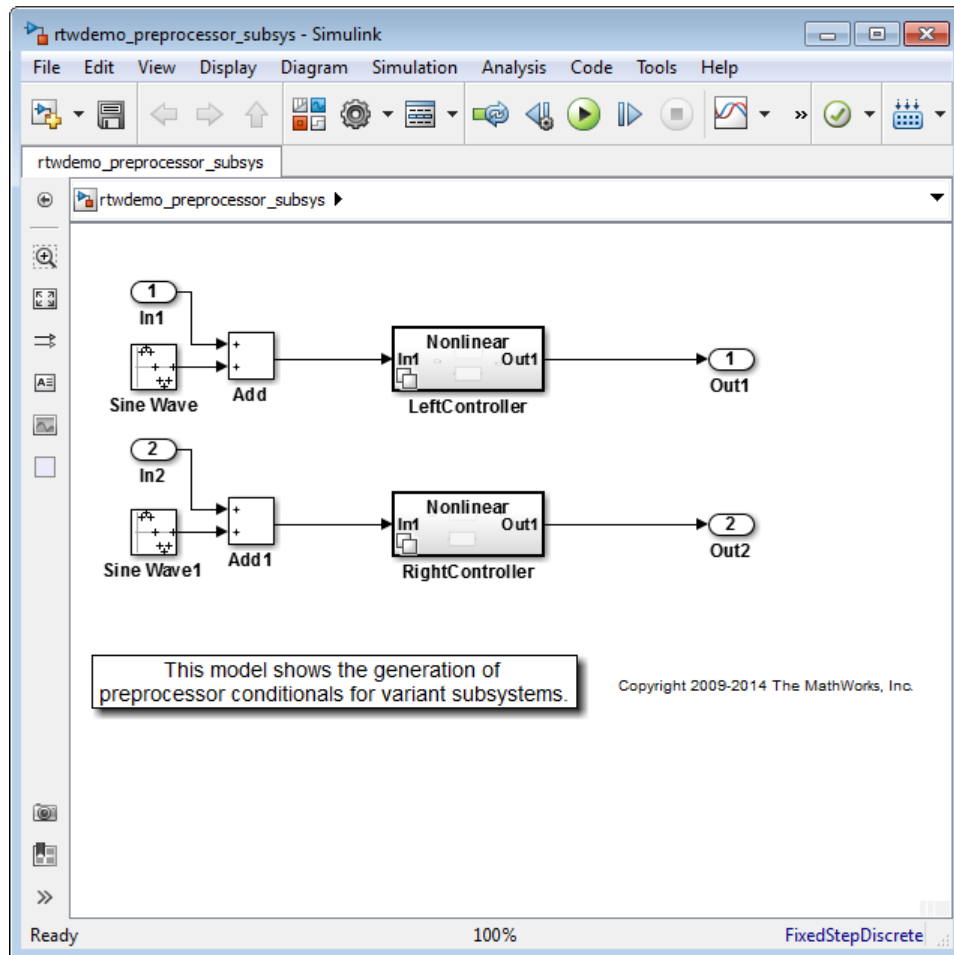 rtwdemo_preprocessor_subsys - Simulink
File Edit View Display Diagram Simulation Analysis Code Tools Help
»
rtwdemo_preprocessor_subsys
rtwdemo_preprocessor_subsys
1
In1
Sine Wave
+
+
Add
Nonlinear
In1 Out1
LeftController
1
Out1
2
In2
Sine Wave1
+
+
Add1
Nonlinear
In1 Out1
RightController
2
Out2
This model shows the generation of
preprocessor conditionals for variant subsystems.
Copyright 2009-2014 The MathWorks, Inc.
»
Ready 100% FixedStepDiscrete